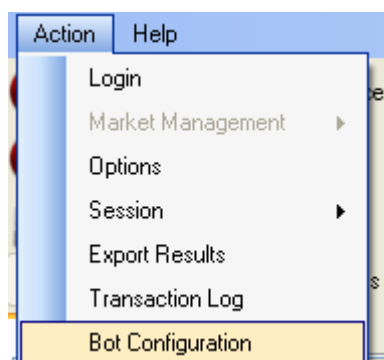 Action Help
Login
Market Management
Options
Session
Export Results
Transaction Log
Bot Configuration